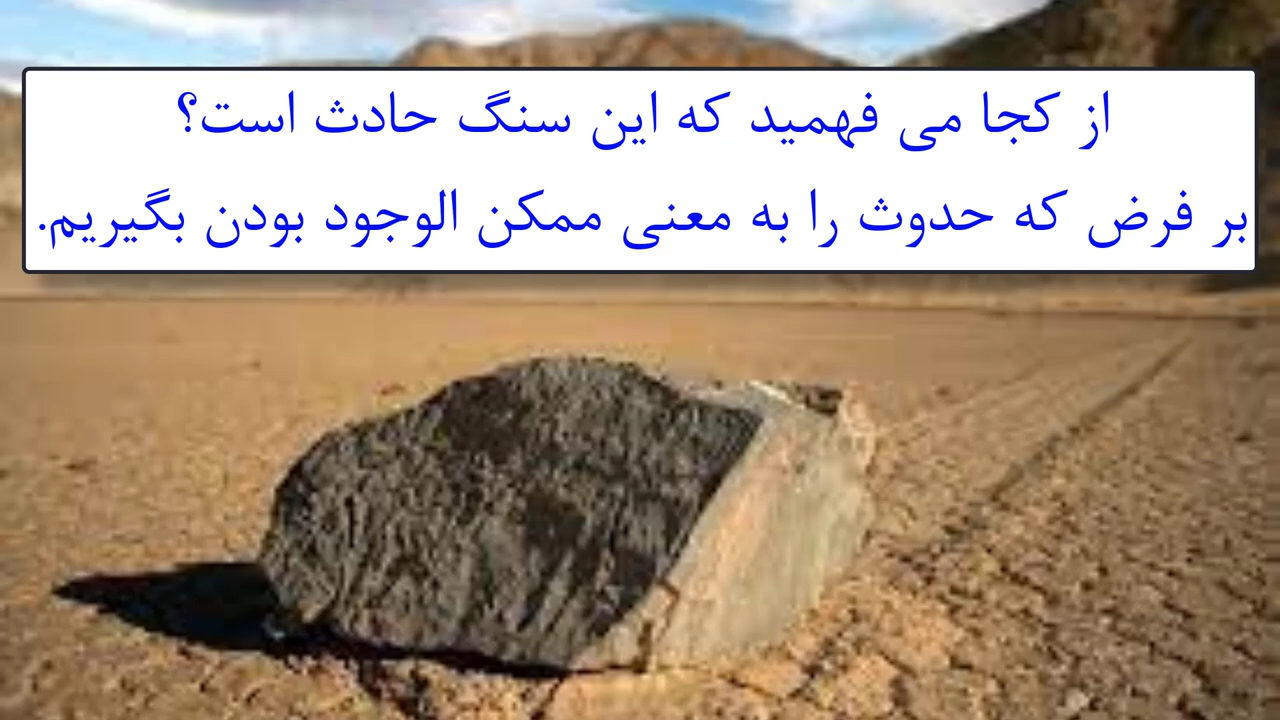 از کجا می فهمید که این سنگ حادث است؟
بر فرض که حدوث را به معنی ممکن الوجود بودن بگیریم.